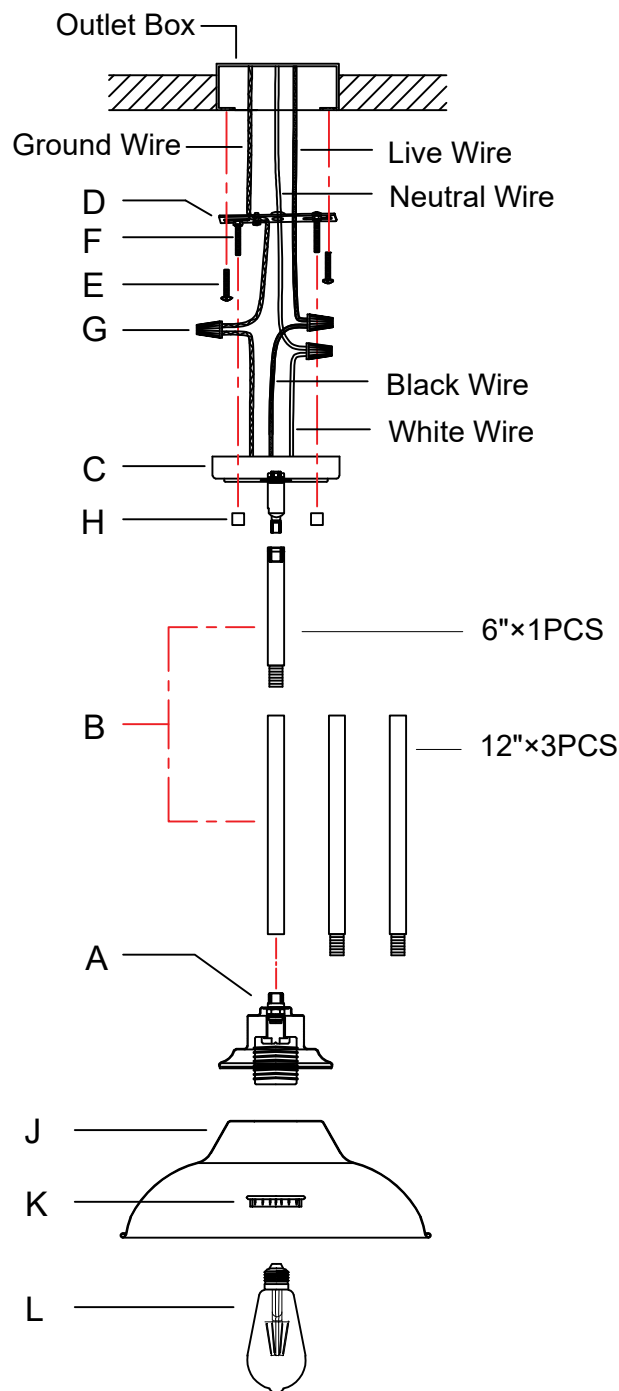 Outlet Box
Ground Wire
Live Wire
Neutral Wire
D
F
E
G
Black Wire
White Wire
C
H
6"×1PCS
B
12"×3PCS
A
J
K
L